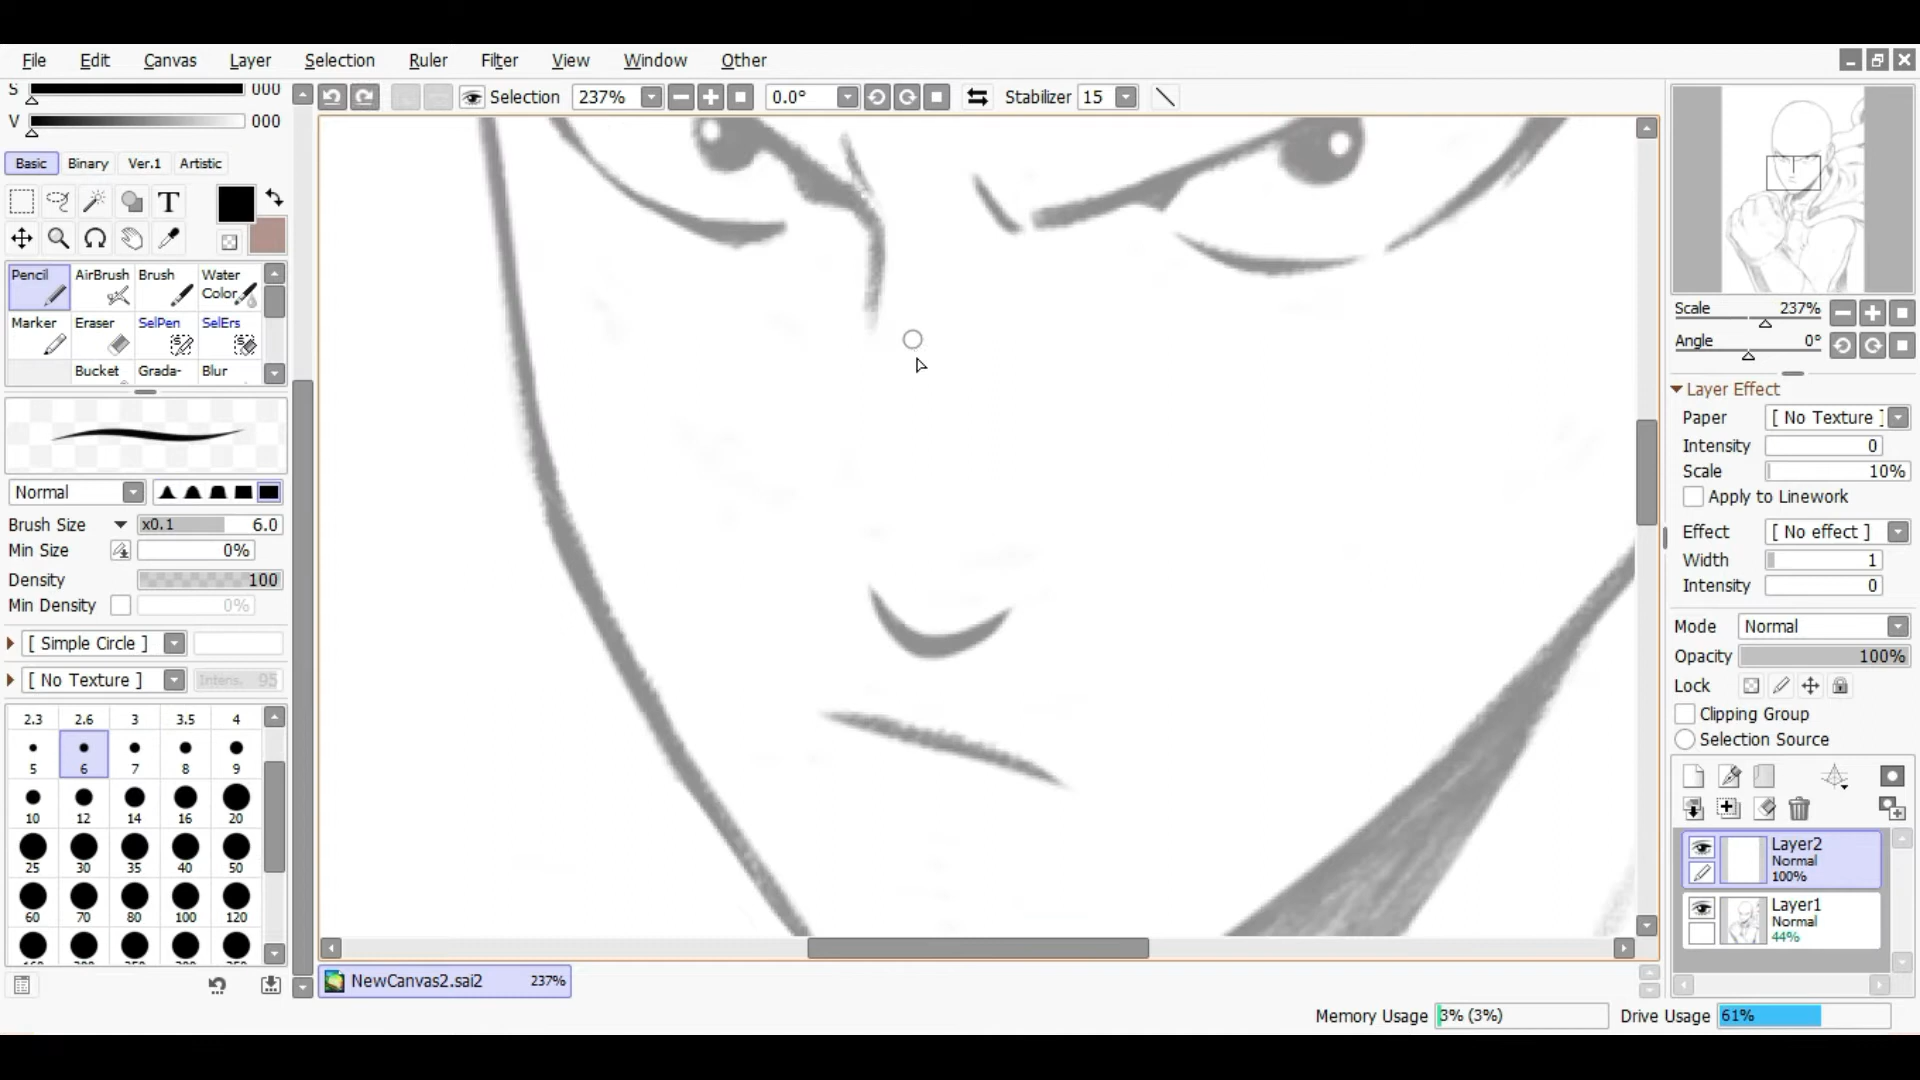 File Edit Canvas Layer Selection Ruler Filter View Window Other
S 000
V 000
Selection 237% 0.0° Stabilizer 15
Basic Binary Ver.1 Artistic
T
Pencil AirBrush Brush Water Color
Marker Eraser SelPen SelErs
Bucket Grada- Blur
Normal
Brush Size x0.1 6.0
Min Size 0%
Density 100
Min Density 0%
[ Simple Circle ]
[ No Texture ] Intens. 95
2.3 2.6 3 3.5 4
5 6 7 8 9
10 12 14 16 20
25 30 35 40 50
60 70 80 100 120
NewCanvas2.sai2 237%
Scale 237%
Angle 0°
Layer Effect
Paper [ No Texture ]
Intensity 0
Scale 10%
Apply to Linework
Effect [ No effect ]
Width 1
Intensity 0
Mode Normal
Opacity 100%
Lock
Clipping Group
Selection Source
Layer2
Normal
100%
Layer1
Normal
44%
Memory Usage 3% (3%) Drive Usage 61%